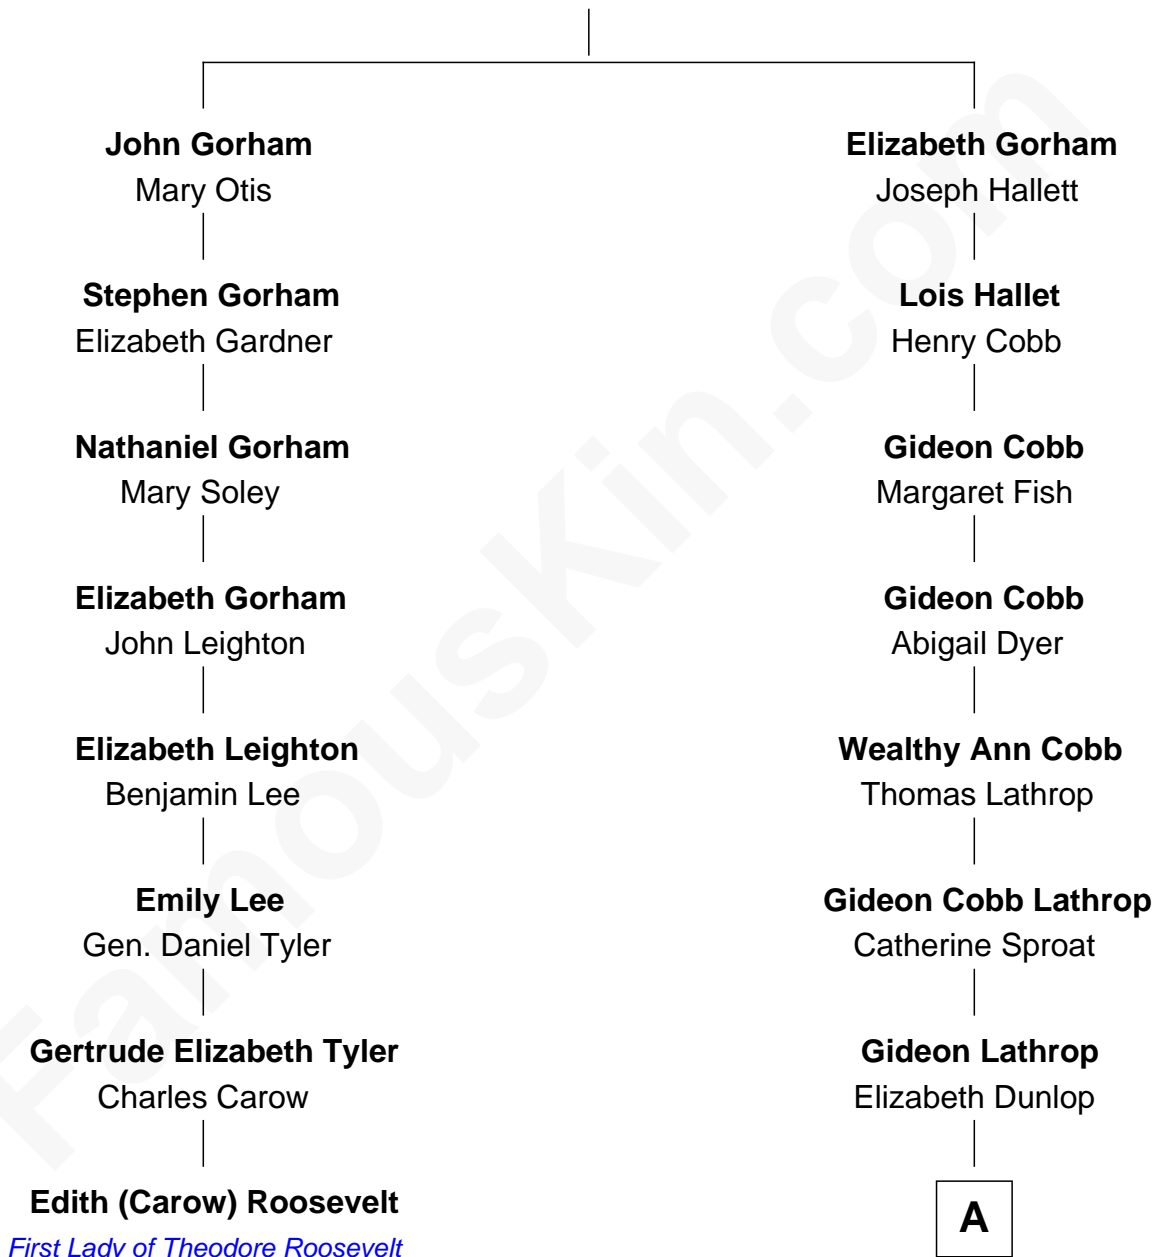 John Gorham
Mary Otis
Stephen Gorham
Elizabeth Gardner
Nathaniel Gorham
Mary Soley
Elizabeth Gorham
John Leighton
Elizabeth Leighton
Benjamin Lee
Emily Lee
Gen. Daniel Tyler
Gertrude Elizabeth Tyler
Charles Carow
Edith (Carow) Roosevelt
First Lady of Theodore Roosevelt
Elizabeth Gorham
Joseph Hallett
Lois Hallet
Henry Cobb
Gideon Cobb
Margaret Fish
Gideon Cobb
Abigail Dyer
Wealthy Ann Cobb
Thomas Lathrop
Gideon Cobb Lathrop
Catherine Sproat
Gideon Lathrop
Elizabeth Dunlop
A
FamousKin.com